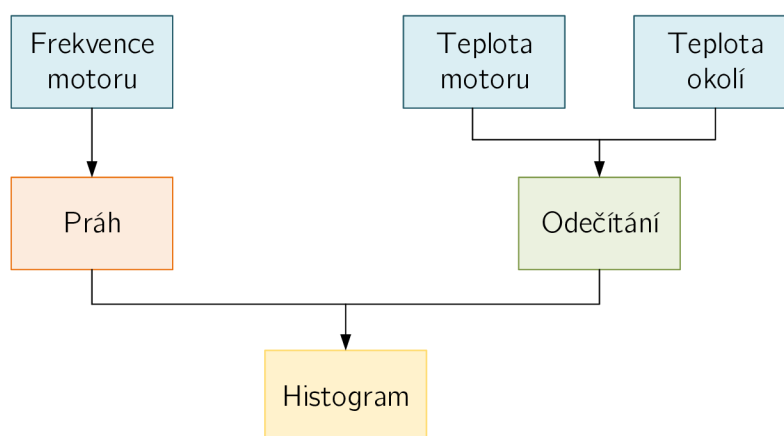 Frekvence
motoru
Teplota
motoru
Teplota
okolí
Práh
Odečítání
Histogram